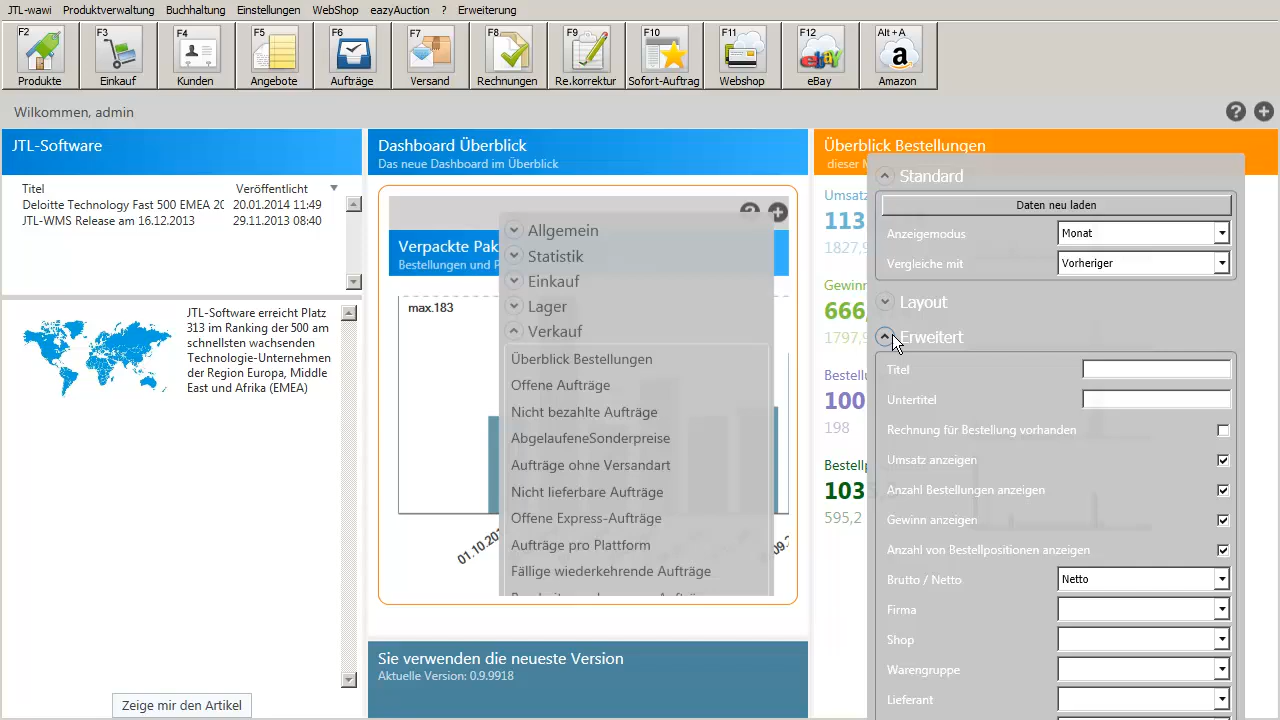 JTL-wawi Produktverwaltung Buchhaltung Einstellungen WebShop eazyAuction ? Erweiterung
F2 F3 F4 F5 F6 F7 F8 F9 F10 F11 F12 Alt + A
Produkte Einkauf Kunden Angebote Aufträge Versand Rechnungen Re.korrektur Sofort-Auftrag Webshop eBay Amazon
Wilkommen, admin
JTL-Software
Titel Veröffentlicht
Deloitte Technology Fast 500 EMEA 20 20.01.2014 11:49
JTL-WMS Release am 16.12.2013 29.11.2013 08:40
JTL-Software erreicht Platz
313 im Ranking der 500 am
schnellsten wachsenden
Technologie-Unternehmen
der Region Europa, Middle
East und Afrika (EMEA)
Zeige mir den Artikel
Dashboard Überblick
Das neue Dashboard im Überblick
Verpackte Pak
Bestellungen und P
max.183
01.10.20
09.2
Allgemein
Statistik
Einkauf
Lager
Verkauf
Überblick Bestellungen
Offene Aufträge
Nicht bezahlte Aufträge
AbgelaufeneSonderpreise
Aufträge ohne Versandart
Nicht lieferbare Aufträge
Offene Express-Aufträge
Aufträge pro Plattform
Fällige wiederkehrende Aufträge
Sie verwenden die neueste Version
Aktuelle Version: 0.9.9918
Überblick Bestellungen
dieser M
Umsatz
113
1827,9
Gewinn
666,
1797,9
Bestellu
100
198
Bestellp
103
595,2
Standard
Daten neu laden
Anzeigemodus Monat
Vergleiche mit Vorheriger
Layout
Erweitert
Titel
Untertitel
Rechnung für Bestellung vorhanden
Umsatz anzeigen
Anzahl Bestellungen anzeigen
Gewinn anzeigen
Anzahl von Bestellpositionen anzeigen
Brutto / Netto Netto
Firma
Shop
Warengruppe
Lieferant